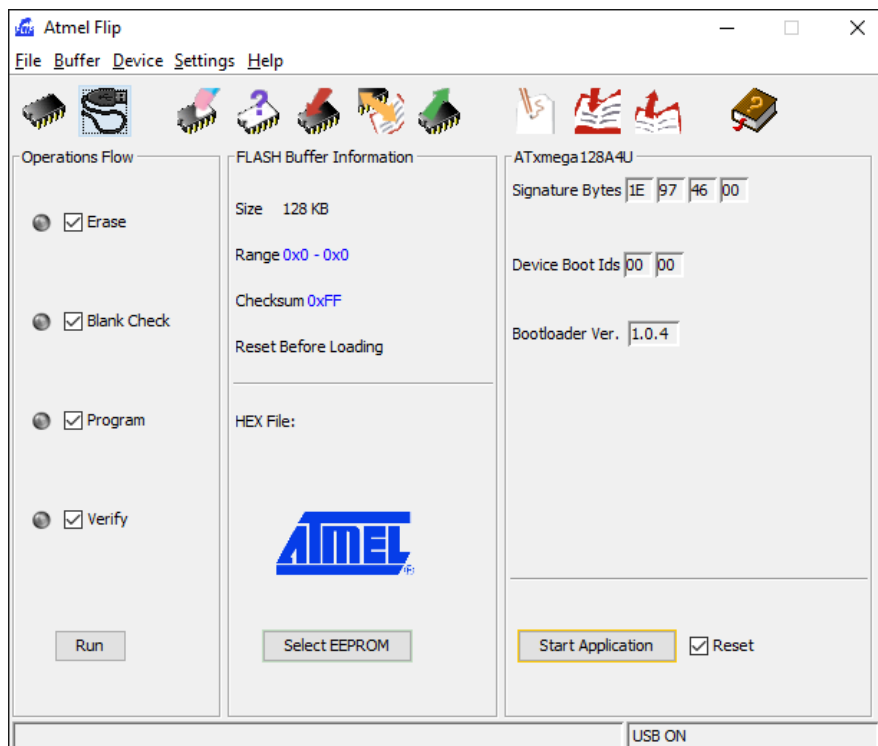 Atmel Flip
File Buffer Device Settings Help
Operations Flow
Erase
Blank Check
Program
Verify
Run
FLASH Buffer Information
Size 128 KB
Range 0x0 - 0x0
Checksum 0xFF
Reset Before Loading
HEX File:
ATMEL
Select EEPROM
ATxmega128A4U
Signature Bytes 1E 97 46 00
Device Boot Ids 00 00
Bootloader Ver. 1.0.4
Start Application Reset
USB ON